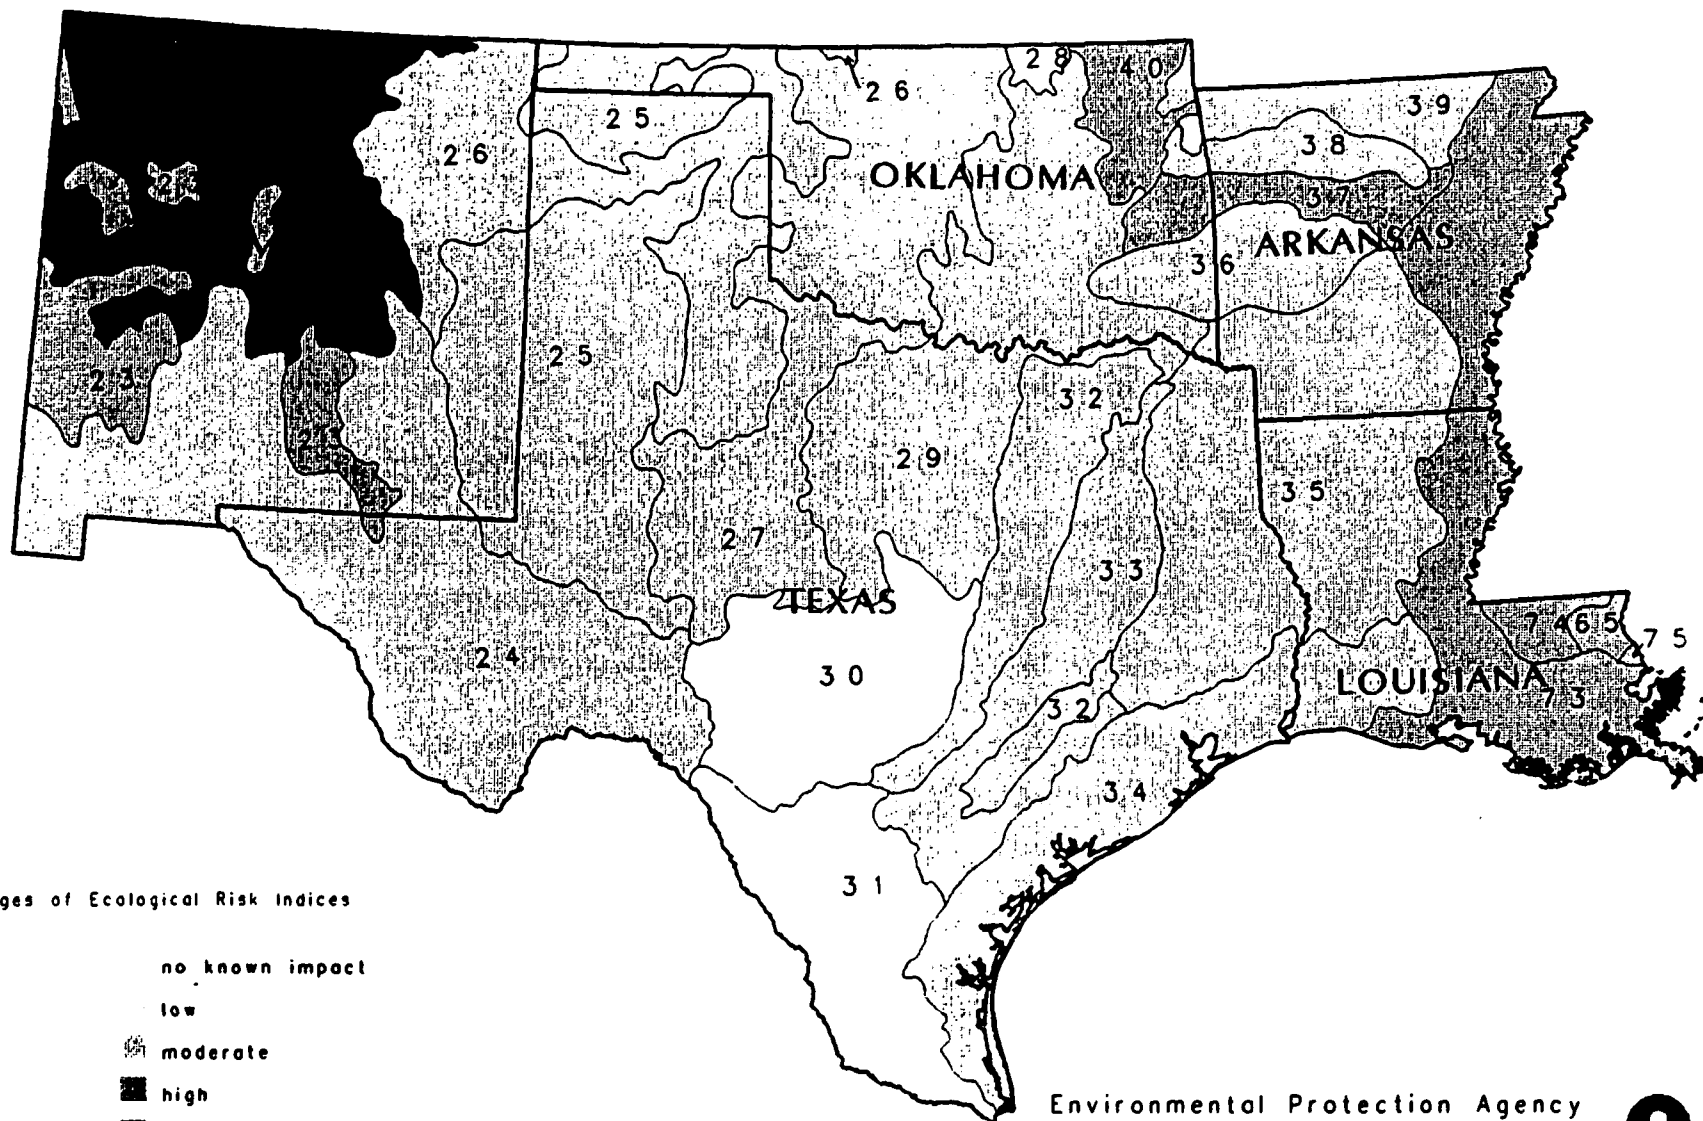 28
40
26
39
25
38
26
OKLAHOMA
37
ARKANSAS
36
25
23
32
29
35
27
33
TEXAS
74 65
75
24
30
LOUISIANA
73
32
34
31
ges of Ecological Risk Indices
no known impact
low
moderate
high
Environmental Protection Agency